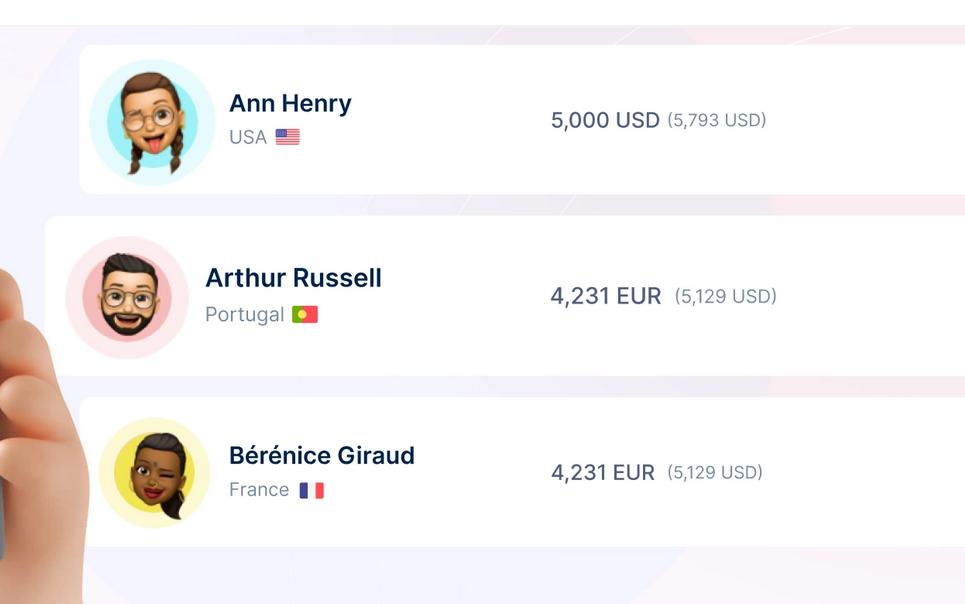 Ann Henry
USA
5,000 USD (5,793 USD)
Arthur Russell
Portugal
4,231 EUR (5,129 USD)
Bérénice Giraud
France
4,231 EUR (5,129 USD)